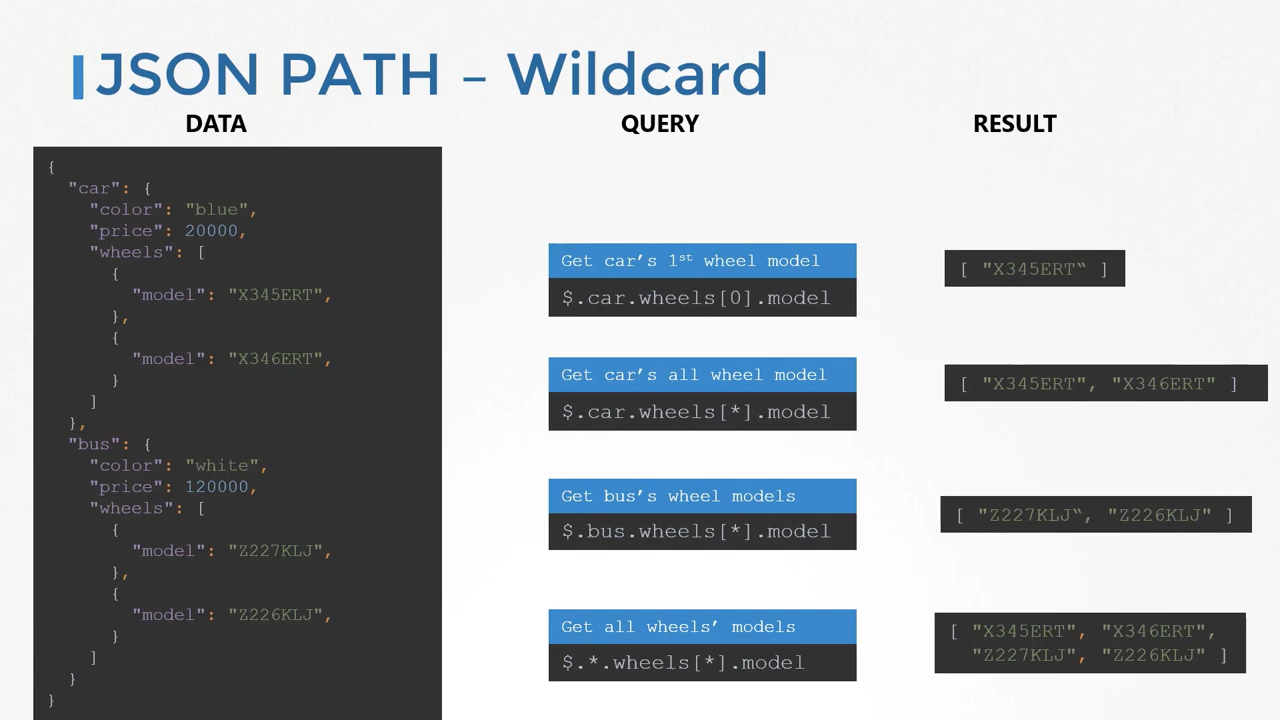 JSON PATH – Wildcard
DATA
QUERY
RESULT
{
"car": {
"color": "blue",
"price": 20000,
"wheels": [
{
"model": "X345ERT",
},
{
"model": "X346ERT",
}
]
},
"bus": {
"color": "white",
"price": 120000,
"wheels": [
{
"model": "Z227KLJ",
},
{
"model": "Z226KLJ",
}
]
}
}
Get car’s 1st wheel model
$.car.wheels[0].model
[ "X345ERT‟ ]
Get car’s all wheel model
$.car.wheels[*].model
[ "X345ERT", "X346ERT" ]
Get bus’s wheel models
$.bus.wheels[*].model
[ "Z227KLJ‟, "Z226KLJ" ]
Get all wheels’ models
$.*.wheels[*].model
[ "X345ERT", "X346ERT",
"Z227KLJ", "Z226KLJ" ]